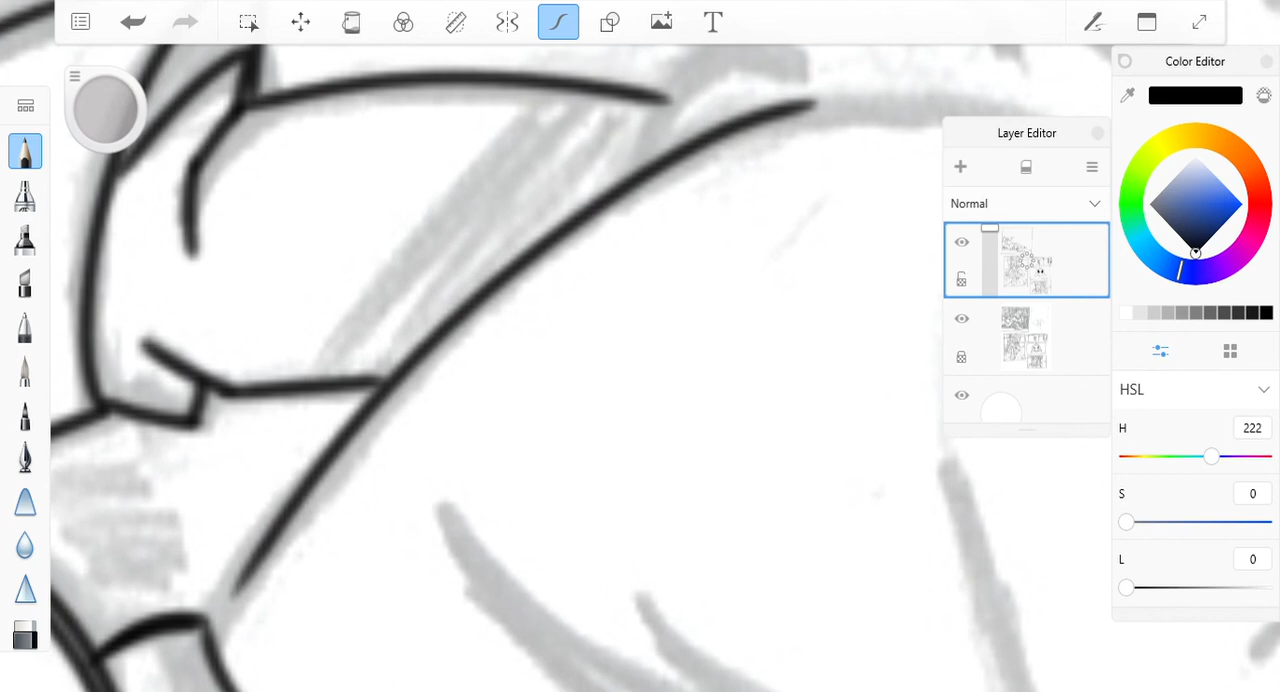 T
Color Editor
Layer Editor
Normal
HSL
H 222
S 0
L 0